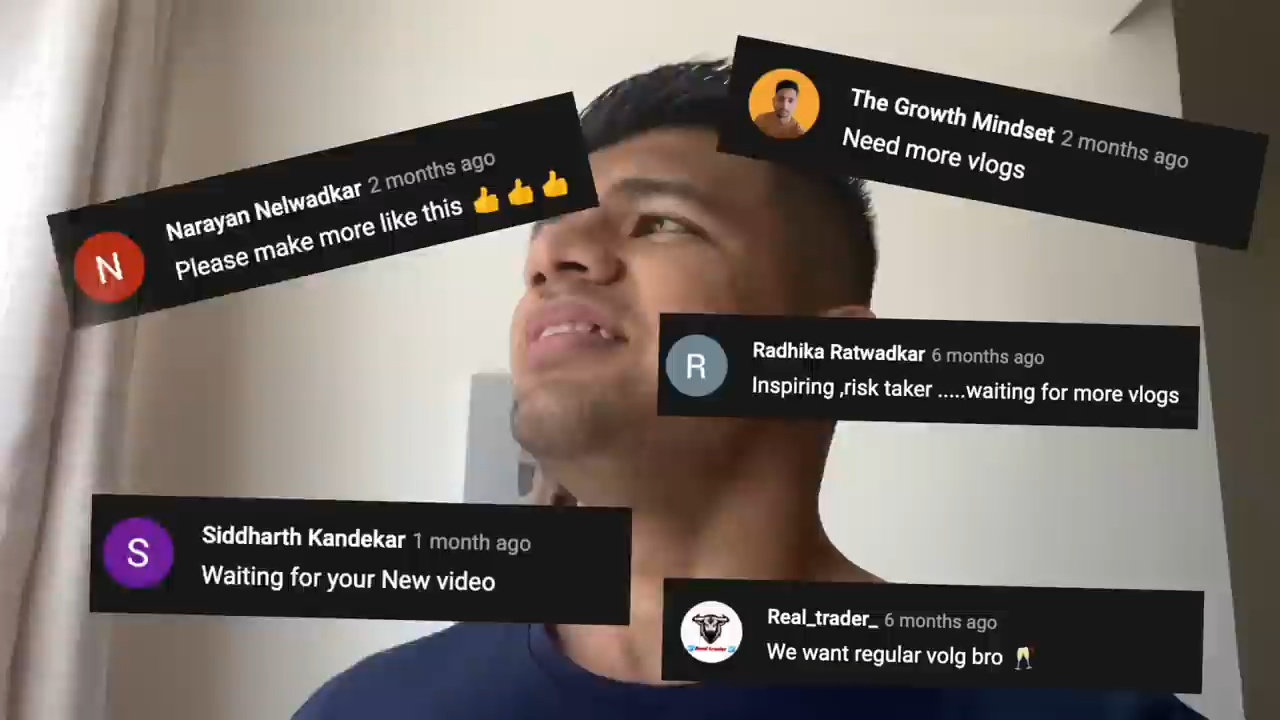 The Growth Mindset 2 months ago
Need more vlogs
N
Narayan Nelwadkar 2 months ago
Please make more like this 👍👍👍
R
Radhika Ratwadkar 6 months ago
Inspiring ,risk taker .....waiting for more vlogs
S
Siddharth Kandekar 1 month ago
Waiting for your New video
Real_trader_ 6 months ago
We want regular volg bro 🥂